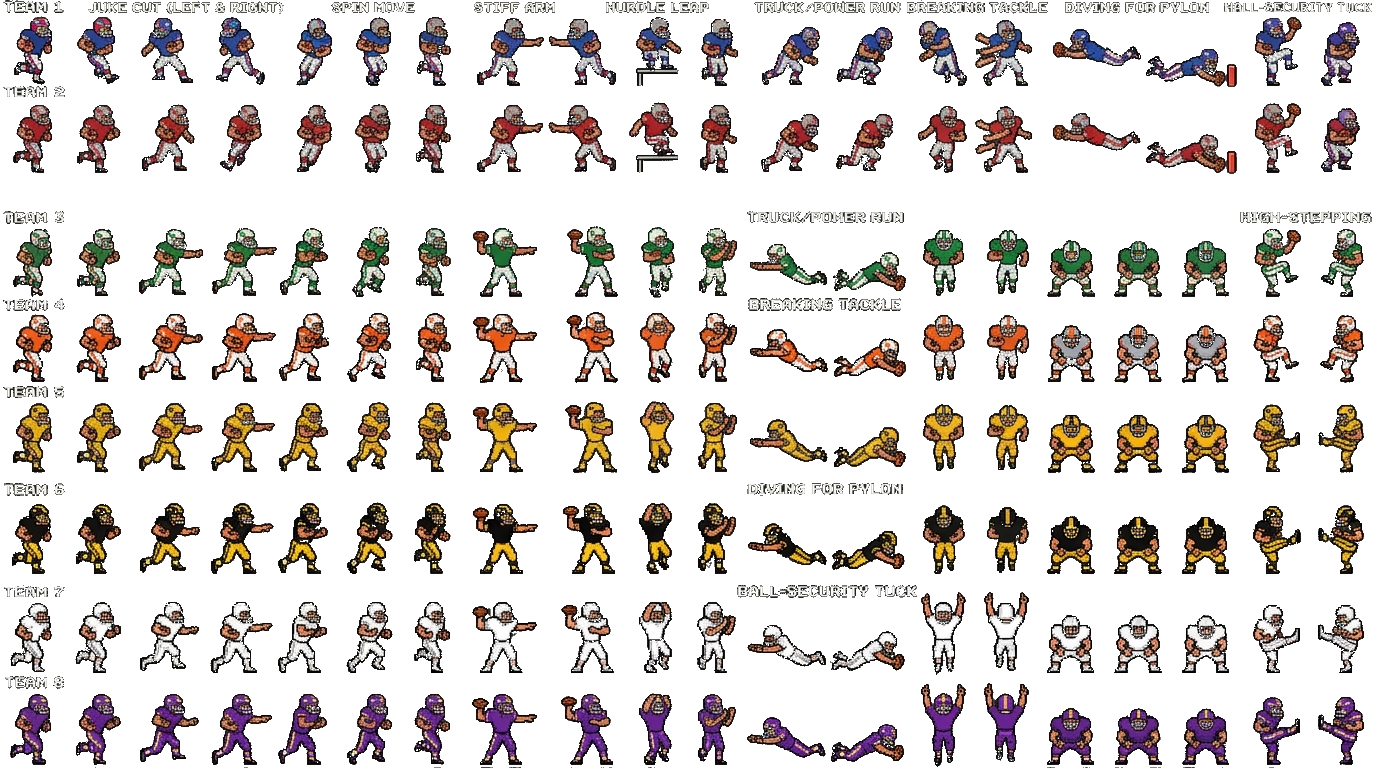 TEAM 1 JUKE CUT (LEFT & RIGHT) SPIN MOVE STIFF ARM HURDLE LEAP TRUCK/POWER RUN BREAKING TACKLE DIVING FOR PYLON BALL-SECURITY TUCK
TEAM 2
TEAM 3 TRUCK/POWER RUN HIGH-STEPPING
TEAM 4 BREAKING TACKLE
TEAM 5
TEAM 6 DIVING FOR PYLON
TEAM 7 BALL-SECURITY TUCK
TEAM 8